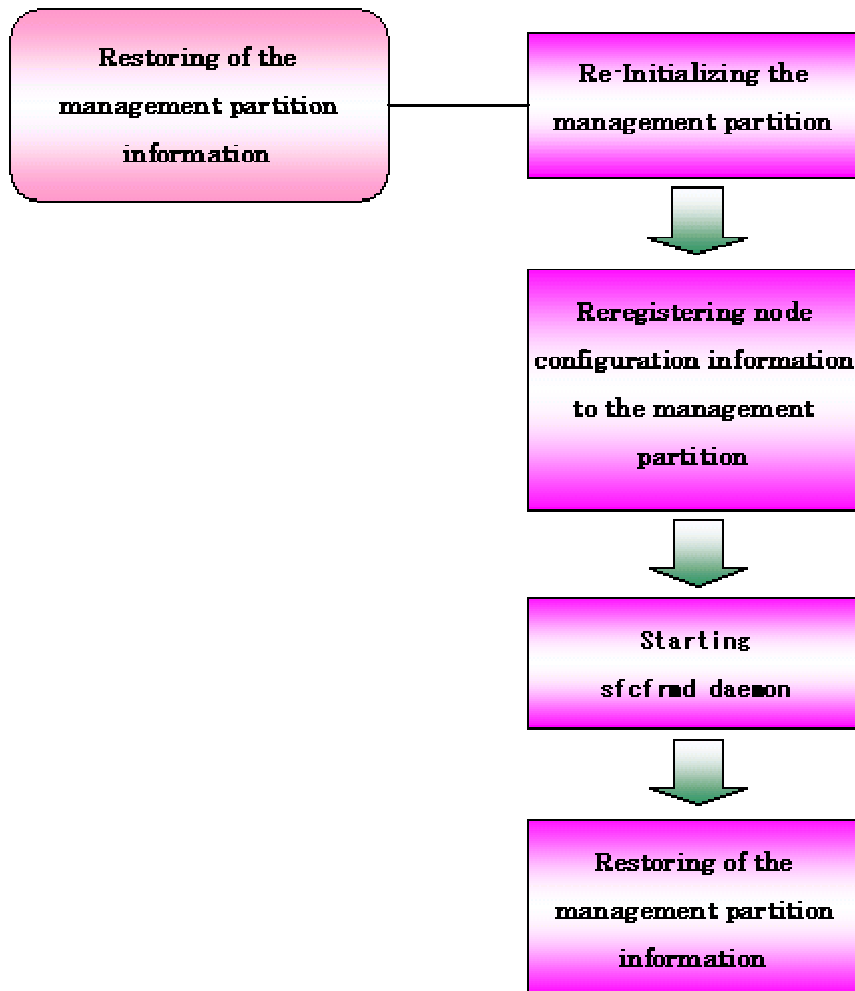 Restoring of the
management partition
information
Re-Initializing the
management partition
Reregistering node
configuration information
to the management
partition
Starting
sfcfrmd daemon
Restoring of the
management partition
information